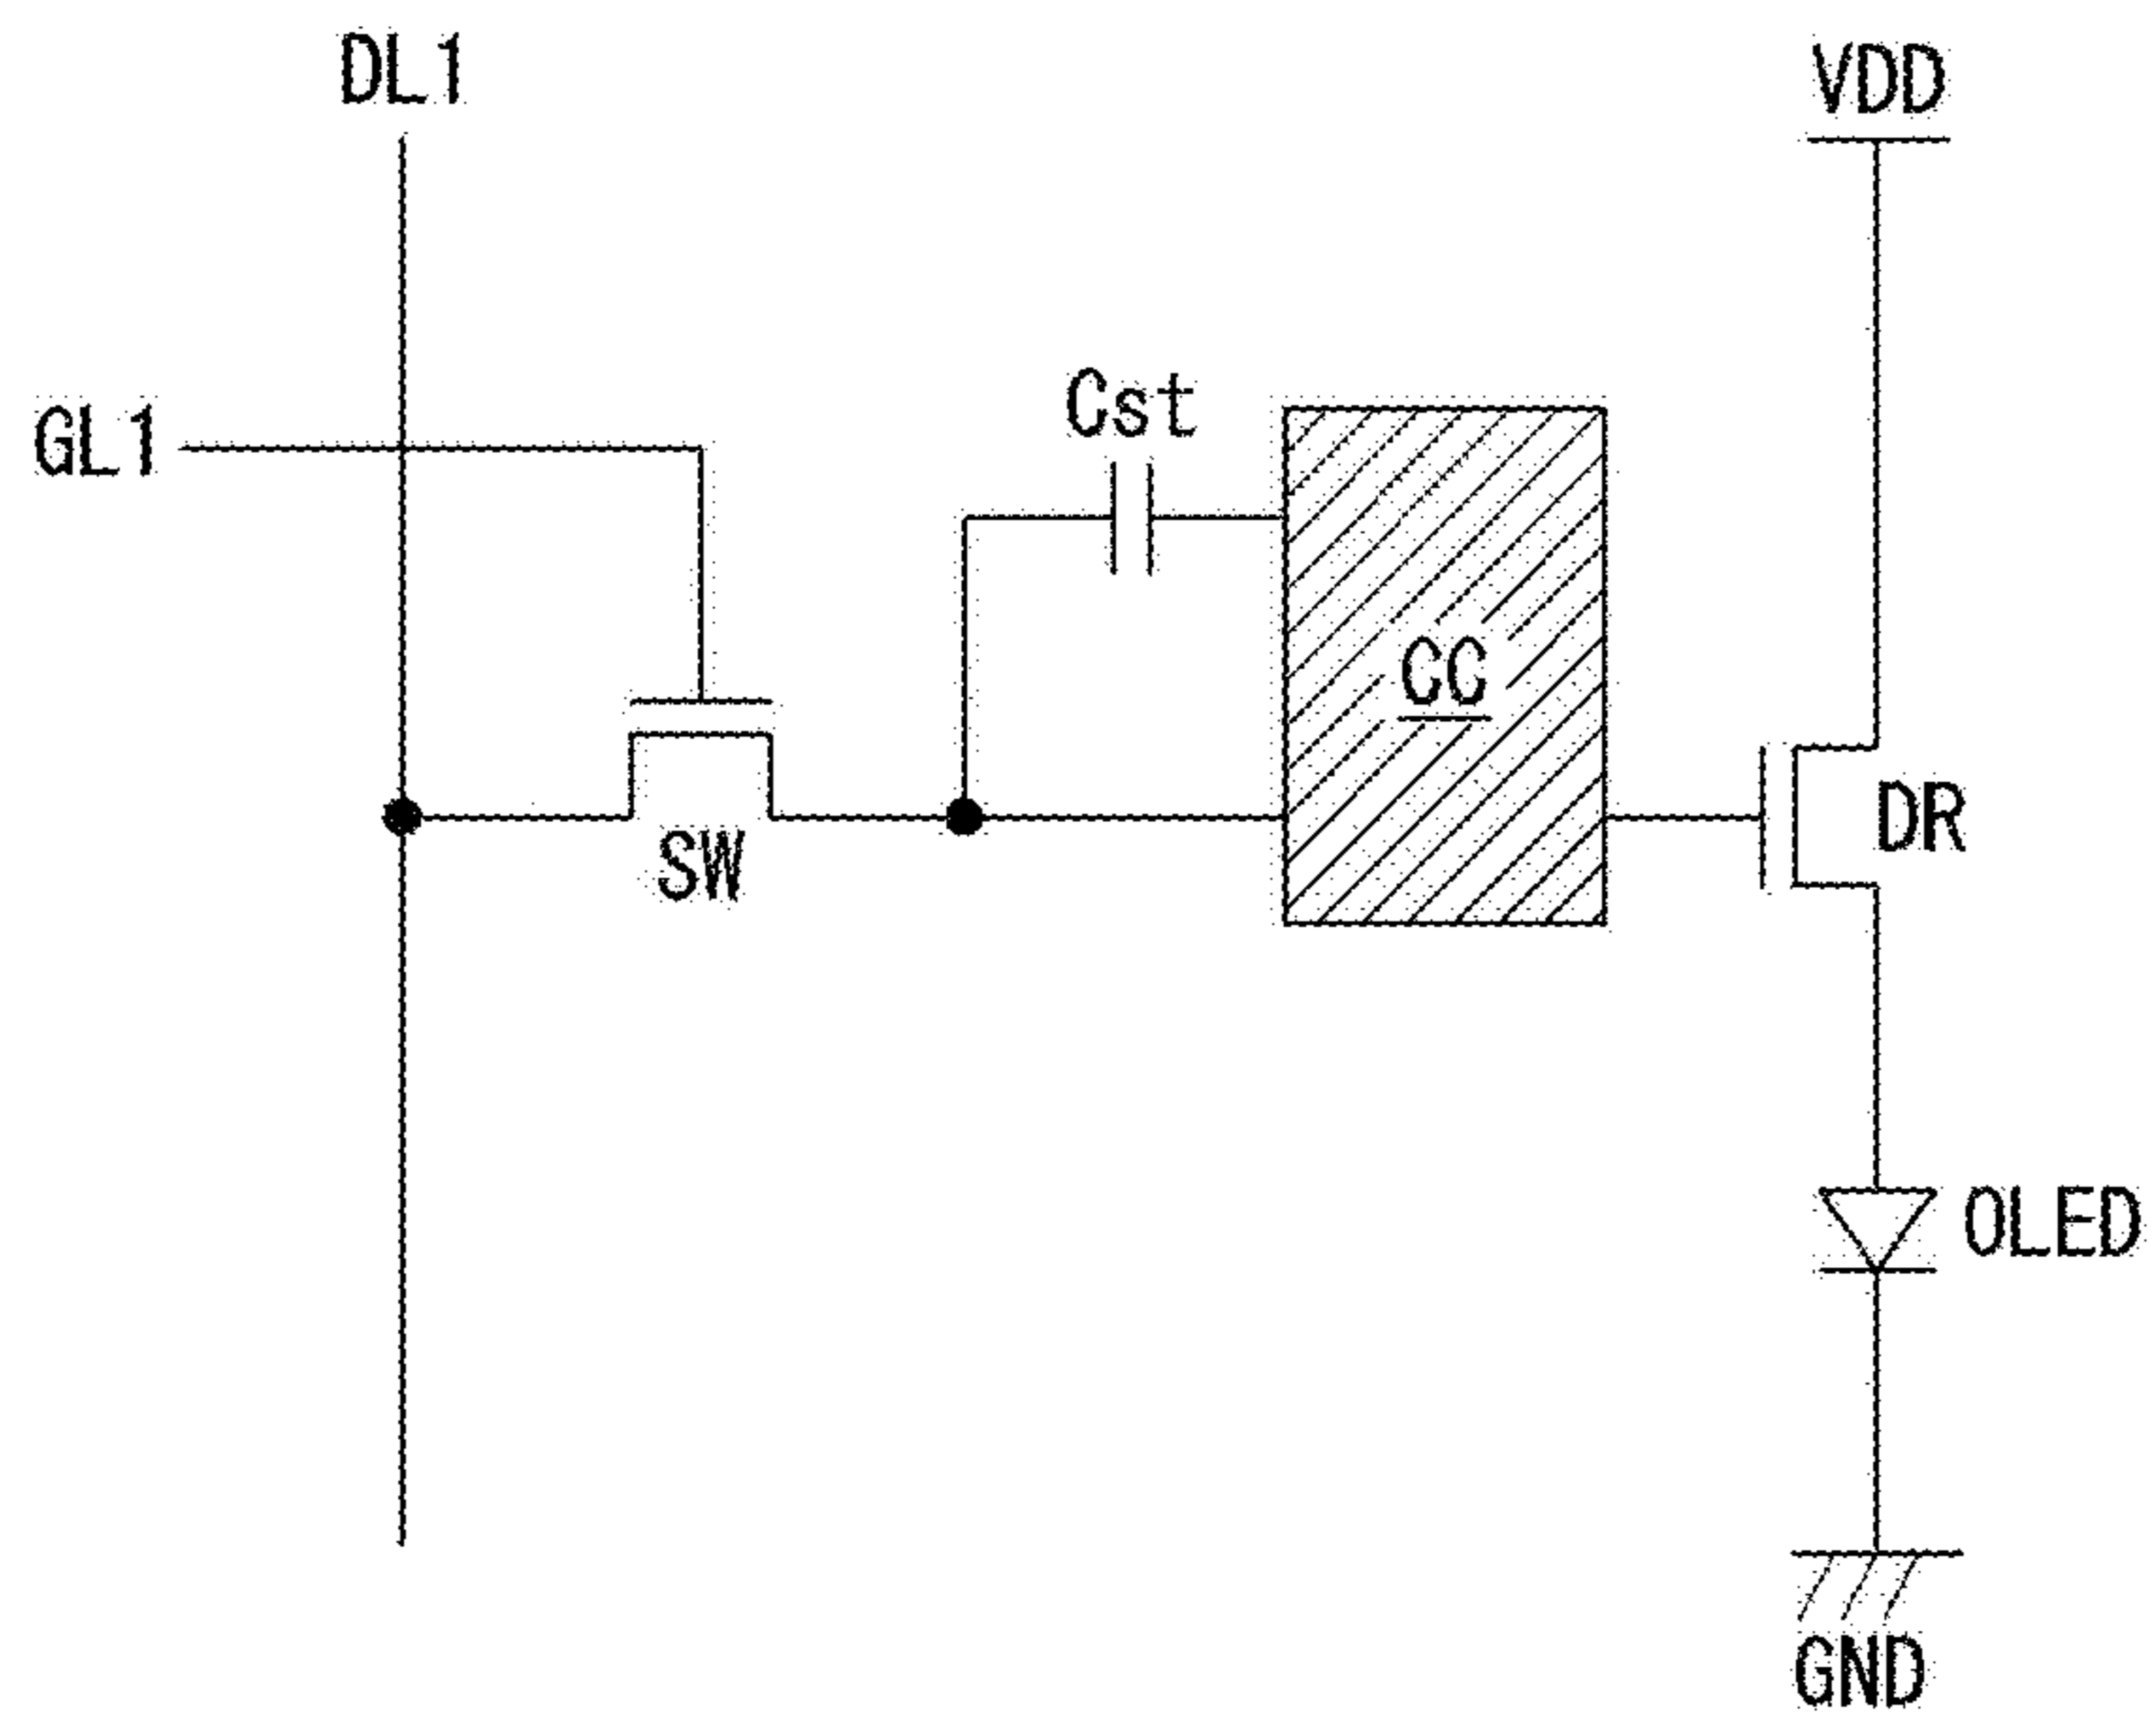 DL1
VDD
GL1
Cst
CC
DR
SW
OLED
GND